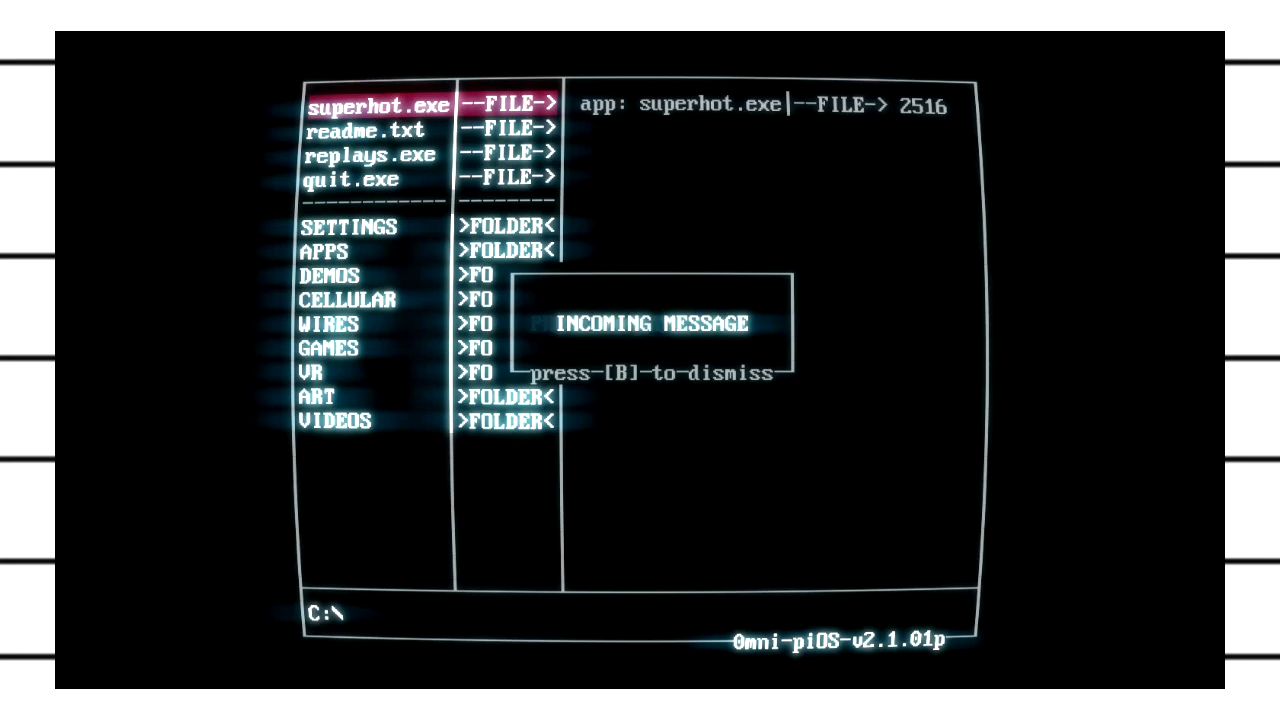 superhot.exe --FILE-> app: superhot.exe|--FILE-> 2516
readme.txt --FILE->
replays.exe --FILE->
quit.exe --FILE->
------------ --------
SETTINGS >FOLDER<
APPS >FOLDER<
DEMOS >FO
CELLULAR >FO
WIRES >FO INCOMING MESSAGE
GAMES >FO
VR >FO press-[B]-to-dismiss
ART >FOLDER<
VIDEOS >FOLDER<
C:\
0mni-piOS-v2.1.01p